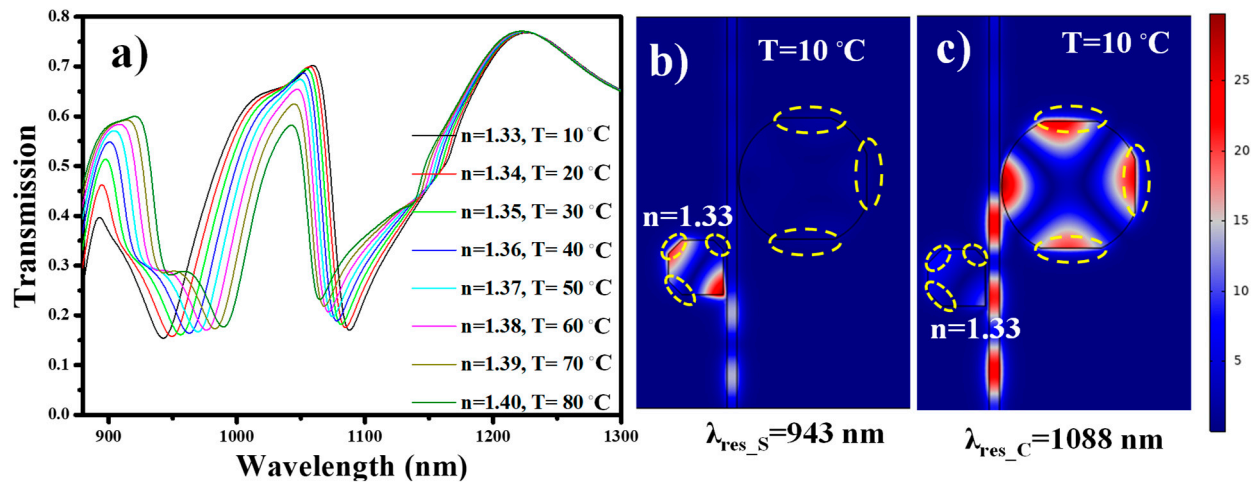 a)
Transmission
0.8
0.7
0.6
0.5
0.4
0.3
0.2
0.1
0.0
900
1000
1100
1200
1300
Wavelength (nm)
n=1.33, T= 10 °C
n=1.34, T= 20 °C
n=1.35, T= 30 °C
n=1.36, T= 40 °C
n=1.37, T= 50 °C
n=1.38, T= 60 °C
n=1.39, T= 70 °C
n=1.40, T= 80 °C
b)
T=10 °C
n=1.33
λres_S=943 nm
c)
T=10 °C
n=1.33
λres_C=1088 nm
25
20
15
10
5